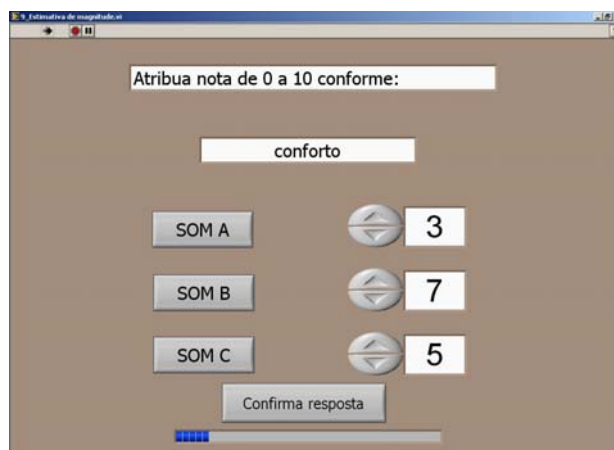 9_Estimativa de magnitude.vi
Atribua nota de 0 a 10 conforme:
conforto
SOM A 3
SOM B 7
SOM C 5
Confirma resposta